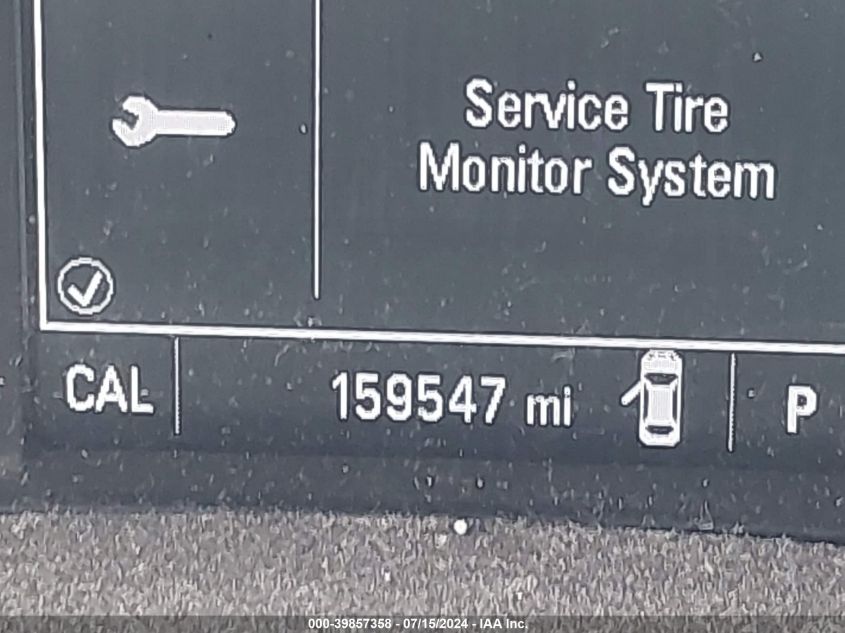 Service Tire
Monitor System
CAL 159547 mi P
000-39857358 - 07/15/2024 - IAA Inc.